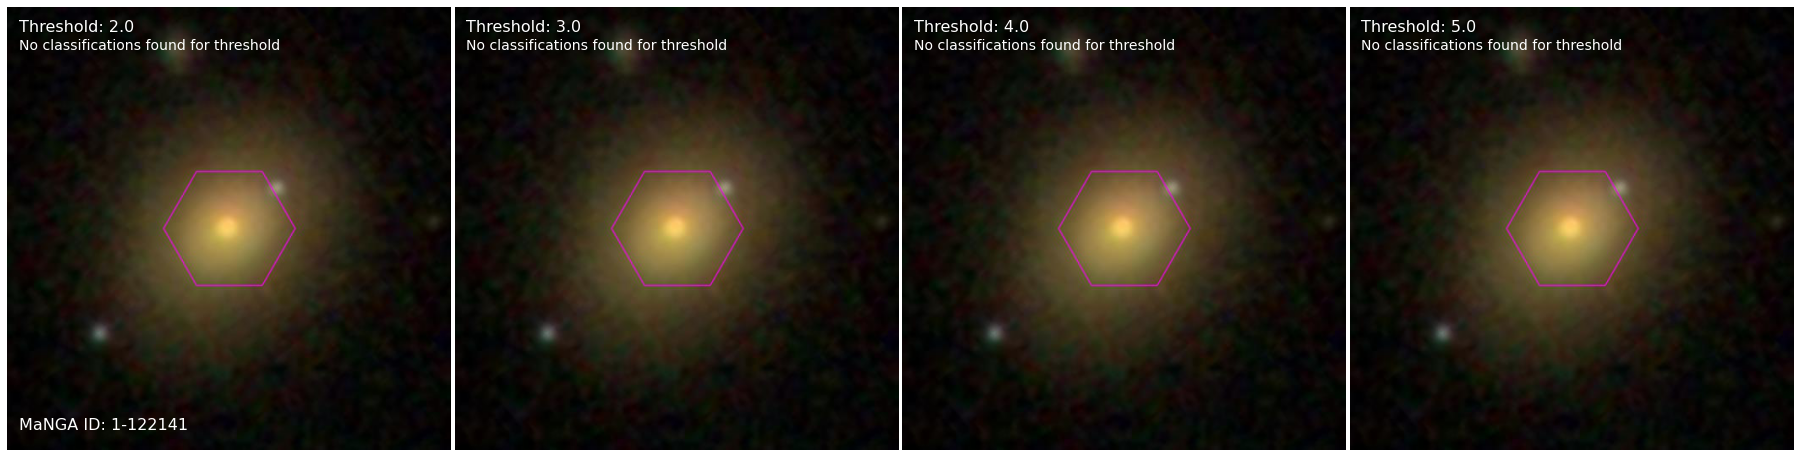 Threshold: 2.0
No classifications found for threshold
MaNGA ID: 1-122141
Threshold: 3.0
No classifications found for threshold
Threshold: 4.0
No classifications found for threshold
Threshold: 5.0
No classifications found for threshold